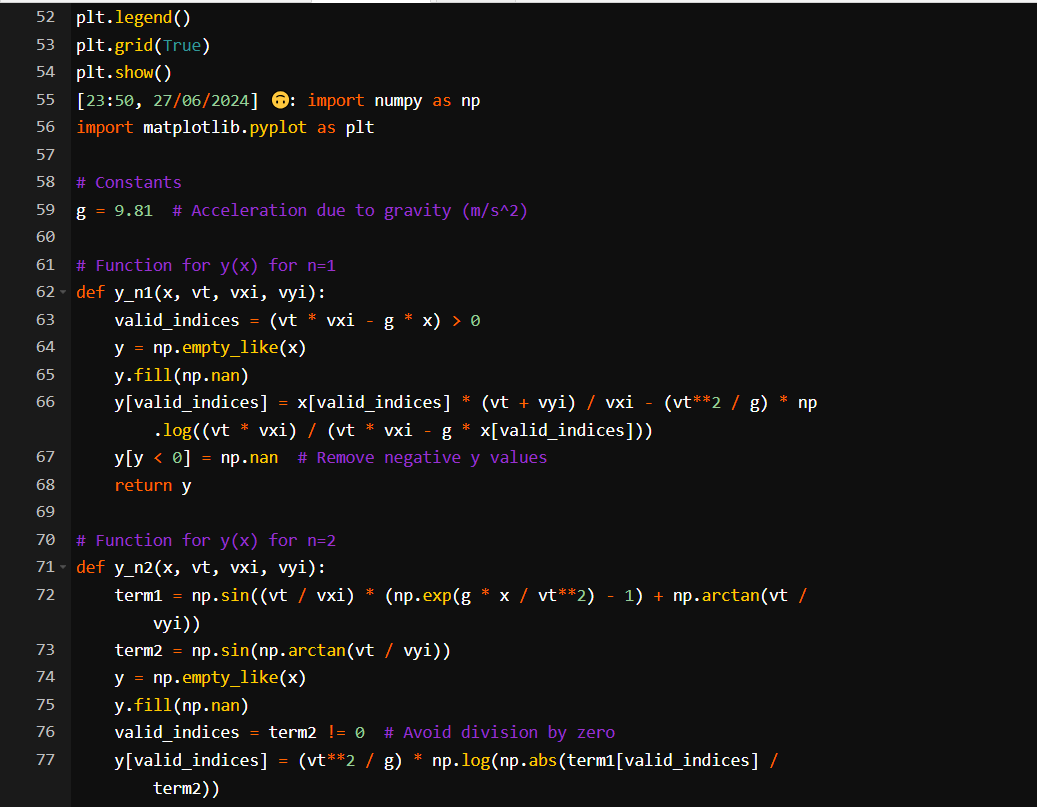 52 plt.legend()
53 plt.grid(True)
54 plt.show()
55 [23:50, 27/06/2024] 🙃: import numpy as np
56 import matplotlib.pyplot as plt
57
58 # Constants
59 g = 9.81  # Acceleration due to gravity (m/s^2)
60
61 # Function for y(x) for n=1
62 def y_n1(x, vt, vxi, vyi):
63     valid_indices = (vt * vxi - g * x) > 0
64     y = np.empty_like(x)
65     y.fill(np.nan)
66     y[valid_indices] = x[valid_indices] * (vt + vyi) / vxi - (vt**2 / g) * np
        .log((vt * vxi) / (vt * vxi - g * x[valid_indices]))
67     y[y < 0] = np.nan  # Remove negative y values
68     return y
69
70 # Function for y(x) for n=2
71 def y_n2(x, vt, vxi, vyi):
72     term1 = np.sin((vt / vxi) * (np.exp(g * x / vt**2) - 1) + np.arctan(vt /
        vyi))
73     term2 = np.sin(np.arctan(vt / vyi))
74     y = np.empty_like(x)
75     y.fill(np.nan)
76     valid_indices = term2 != 0  # Avoid division by zero
77     y[valid_indices] = (vt**2 / g) * np.log(np.abs(term1[valid_indices] /
        term2))